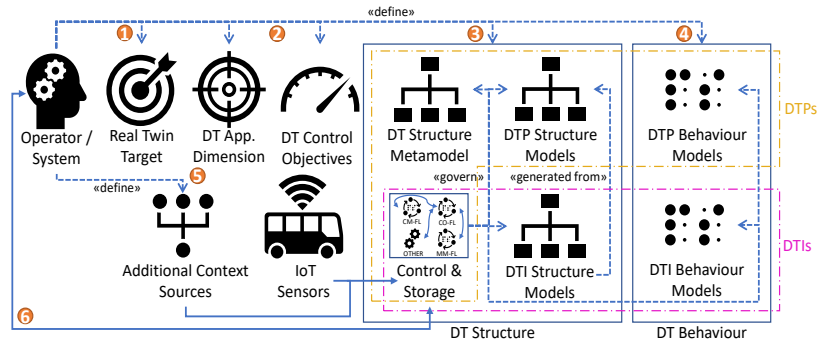 «define»
1
2
3
4
Operator /
System
Real Twin
Target
DT App.
Dimension
DT Control
Objectives
DT Structure
Metamodel
DTP Structure
Models
DTP Behaviour
Models
DTPs
«define»
5
«govern»
«generated from»
CM-FL
CO-FL
OTHER
MM-FL
DTIs
Additional Context
Sources
IoT
Sensors
Control &
Storage
DTI Structure
Models
DTI Behaviour
Models
6
DT Structure
DT Behaviour